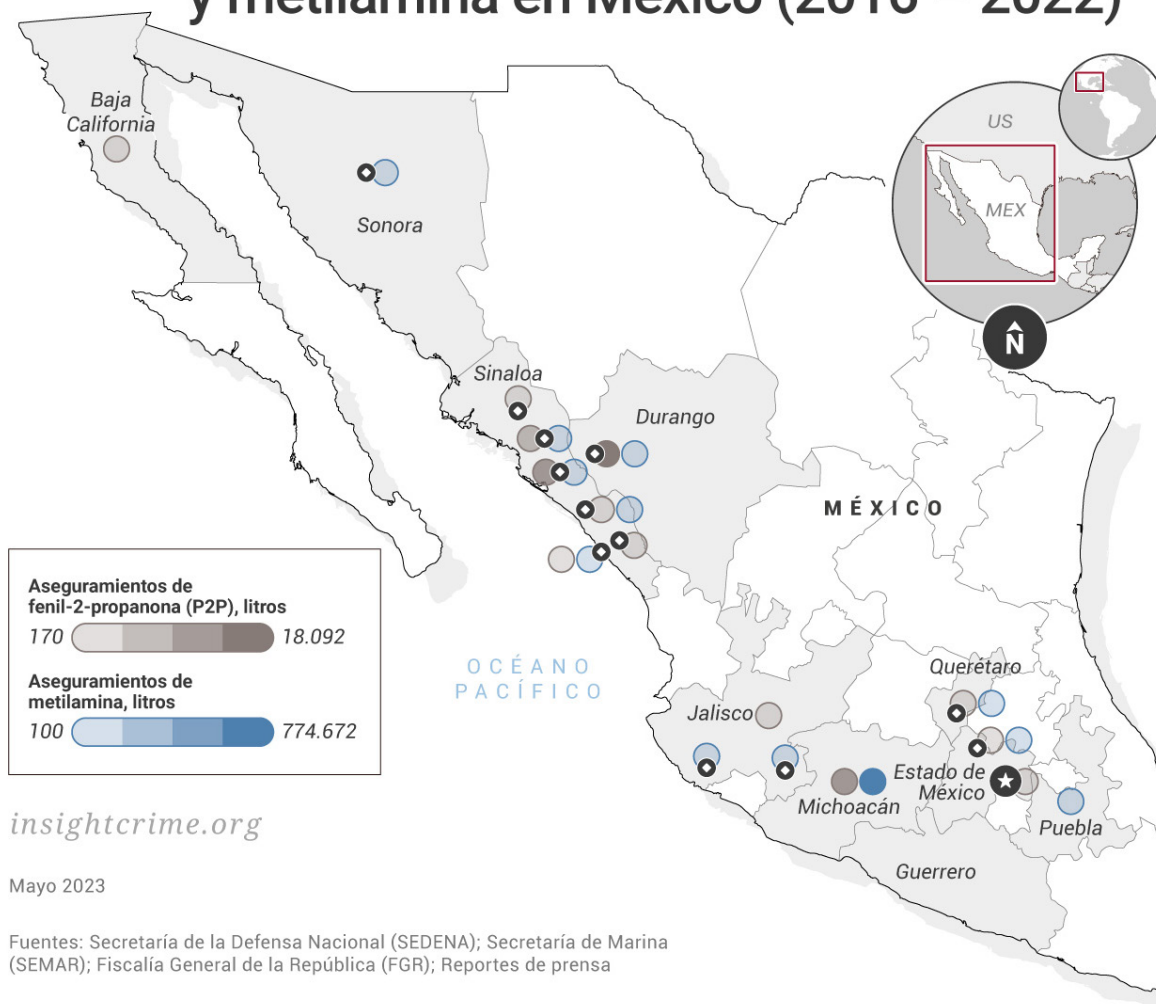 y metilamina en México (2016 – 2022)
Baja
California
Sonora
US
MEX
N
Sinaloa
Durango
MÉXICO
Aseguramientos de
fenil-2-propanona (P2P), litros
170 18.092
Aseguramientos de
metilamina, litros
100 774.672
OCÉANO
PACÍFICO
Querétaro
Jalisco
Estado de
México
Michoacán
Puebla
Guerrero
insightcrime.org
Mayo 2023
Fuentes: Secretaría de la Defensa Nacional (SEDENA); Secretaría de Marina
(SEMAR); Fiscalía General de la República (FGR); Reportes de prensa